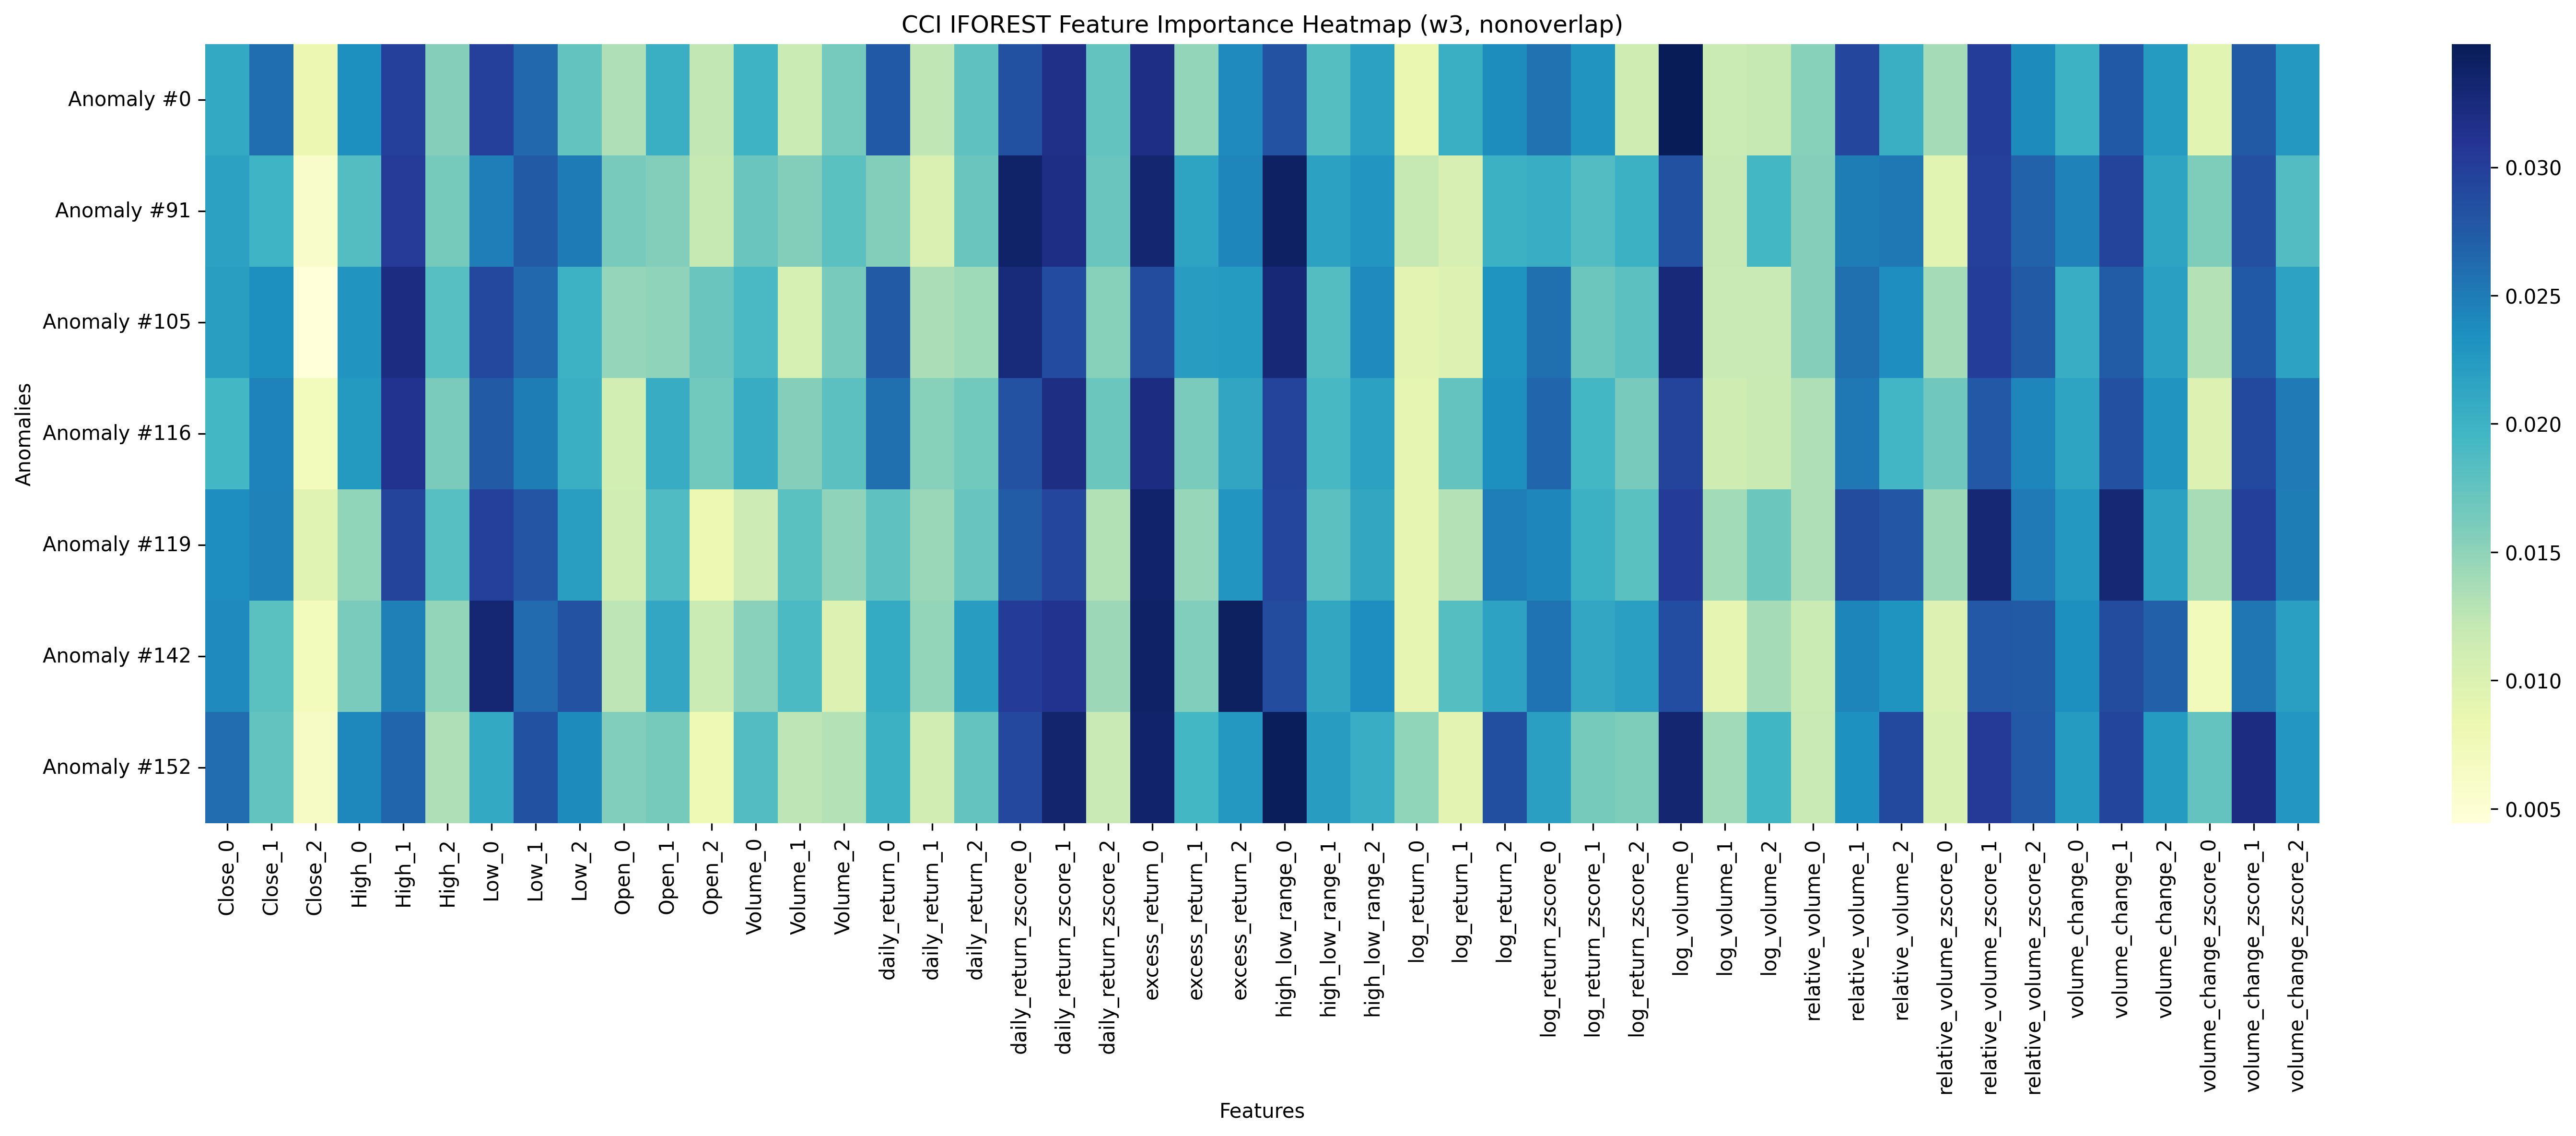 CCI IFOREST Feature Importance Heatmap (w3, nonoverlap)
Anomalies
Anomaly #0
Anomaly #91
Anomaly #105
Anomaly #116
Anomaly #119
Anomaly #142
Anomaly #152
Close_0
Close_1
Close_2
High_0
High_1
High_2
Low_0
Low_1
Low_2
Open_0
Open_1
Open_2
Volume_0
Volume_1
Volume_2
daily_return_0
daily_return_1
daily_return_2
daily_return_zscore_0
daily_return_zscore_1
daily_return_zscore_2
excess_return_0
excess_return_1
excess_return_2
high_low_range_0
high_low_range_1
high_low_range_2
log_return_0
log_return_1
log_return_2
log_return_zscore_0
log_return_zscore_1
log_return_zscore_2
log_volume_0
log_volume_1
log_volume_2
relative_volume_0
relative_volume_1
relative_volume_2
relative_volume_zscore_0
relative_volume_zscore_1
relative_volume_zscore_2
volume_change_0
volume_change_1
volume_change_2
volume_change_zscore_0
volume_change_zscore_1
volume_change_zscore_2
Features
0.030
0.025
0.020
0.015
0.010
0.005